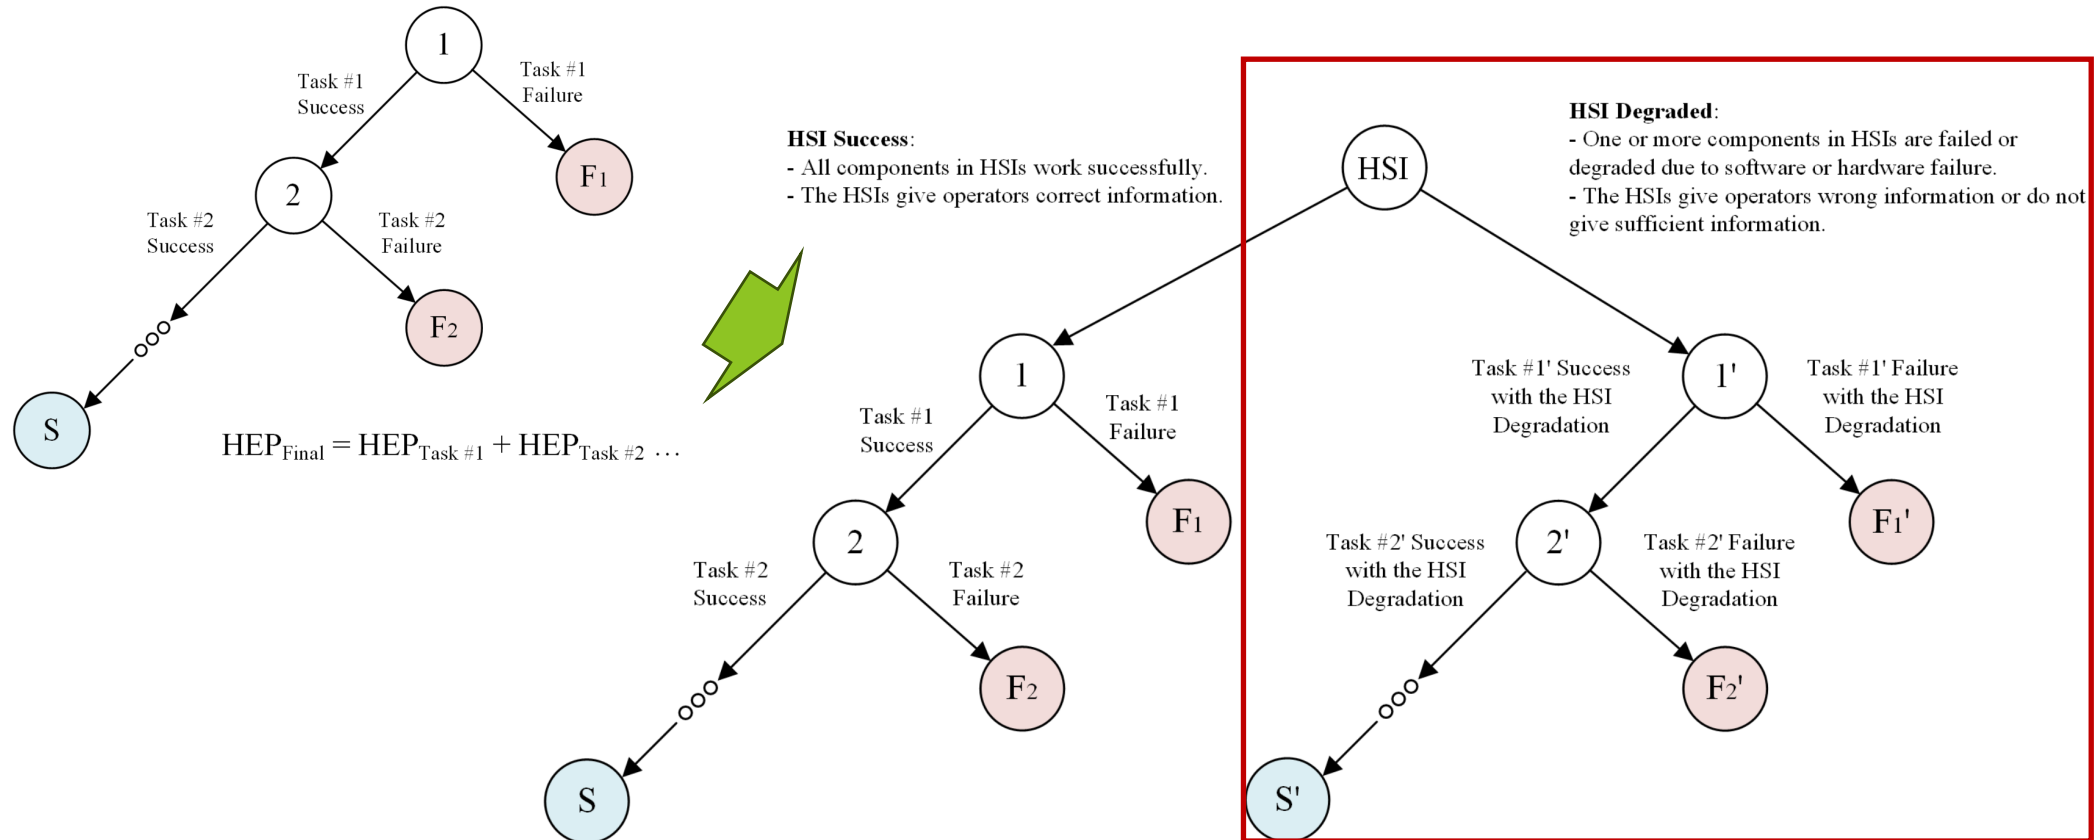 1
Task #1
Success
Task #1
Failure
F1
2
Task #2
Success
Task #2
Failure
F2
S
HEPFinal = HEPTask #1 + HEPTask #2 ...
HSI Success:
- All components in HSIs work successfully.
- The HSIs give operators correct information.
HSI
HSI Degraded:
- One or more components in HSIs are failed or
degraded due to software or hardware failure.
- The HSIs give operators wrong information or do not
give sufficient information.
1
Task #1
Success
Task #1
Failure
F1
2
Task #2
Success
Task #2
Failure
F2
S
1'
Task #1' Success
with the HSI
Degradation
Task #1' Failure
with the HSI
Degradation
F1'
2'
Task #2' Success
with the HSI
Degradation
Task #2' Failure
with the HSI
Degradation
F2'
S'